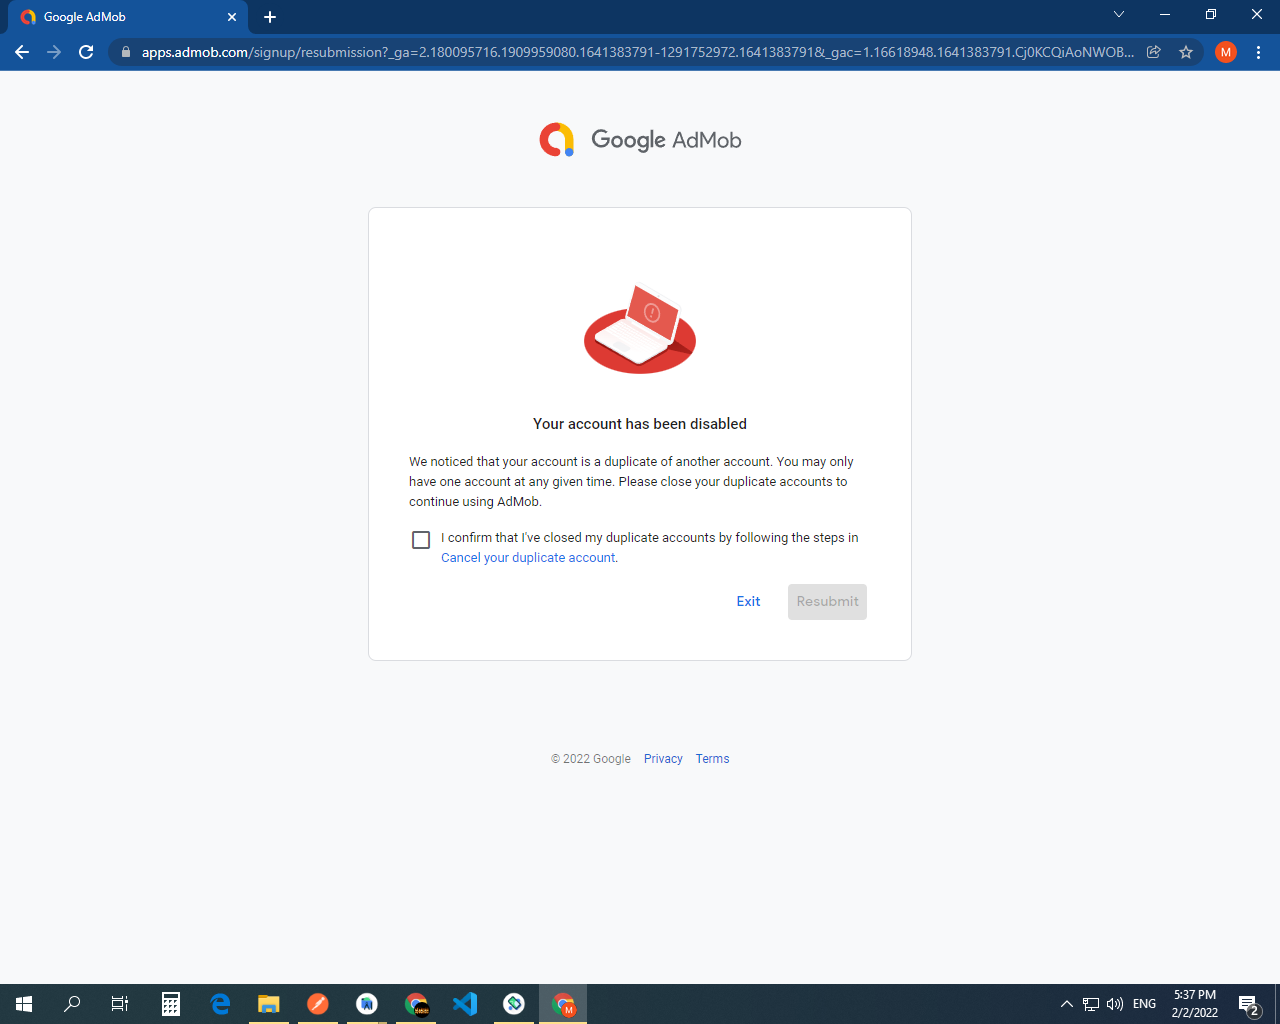 Google AdMob
apps.admob.com/signup/resubmission?_ga=2.180095716.1909959080.1641383791-1291752972.1641383791&_gac=1.16618948.1641383791.Cj0KCQiAoNWOB...
M
Google AdMob
Your account has been disabled
We noticed that your account is a duplicate of another account. You may only
have one account at any given time. Please close your duplicate accounts to
continue using AdMob.
I confirm that I've closed my duplicate accounts by following the steps in
Cancel your duplicate account.
Exit Resubmit
© 2022 Google Privacy Terms
M
ENG
5:37 PM
2/2/2022
2